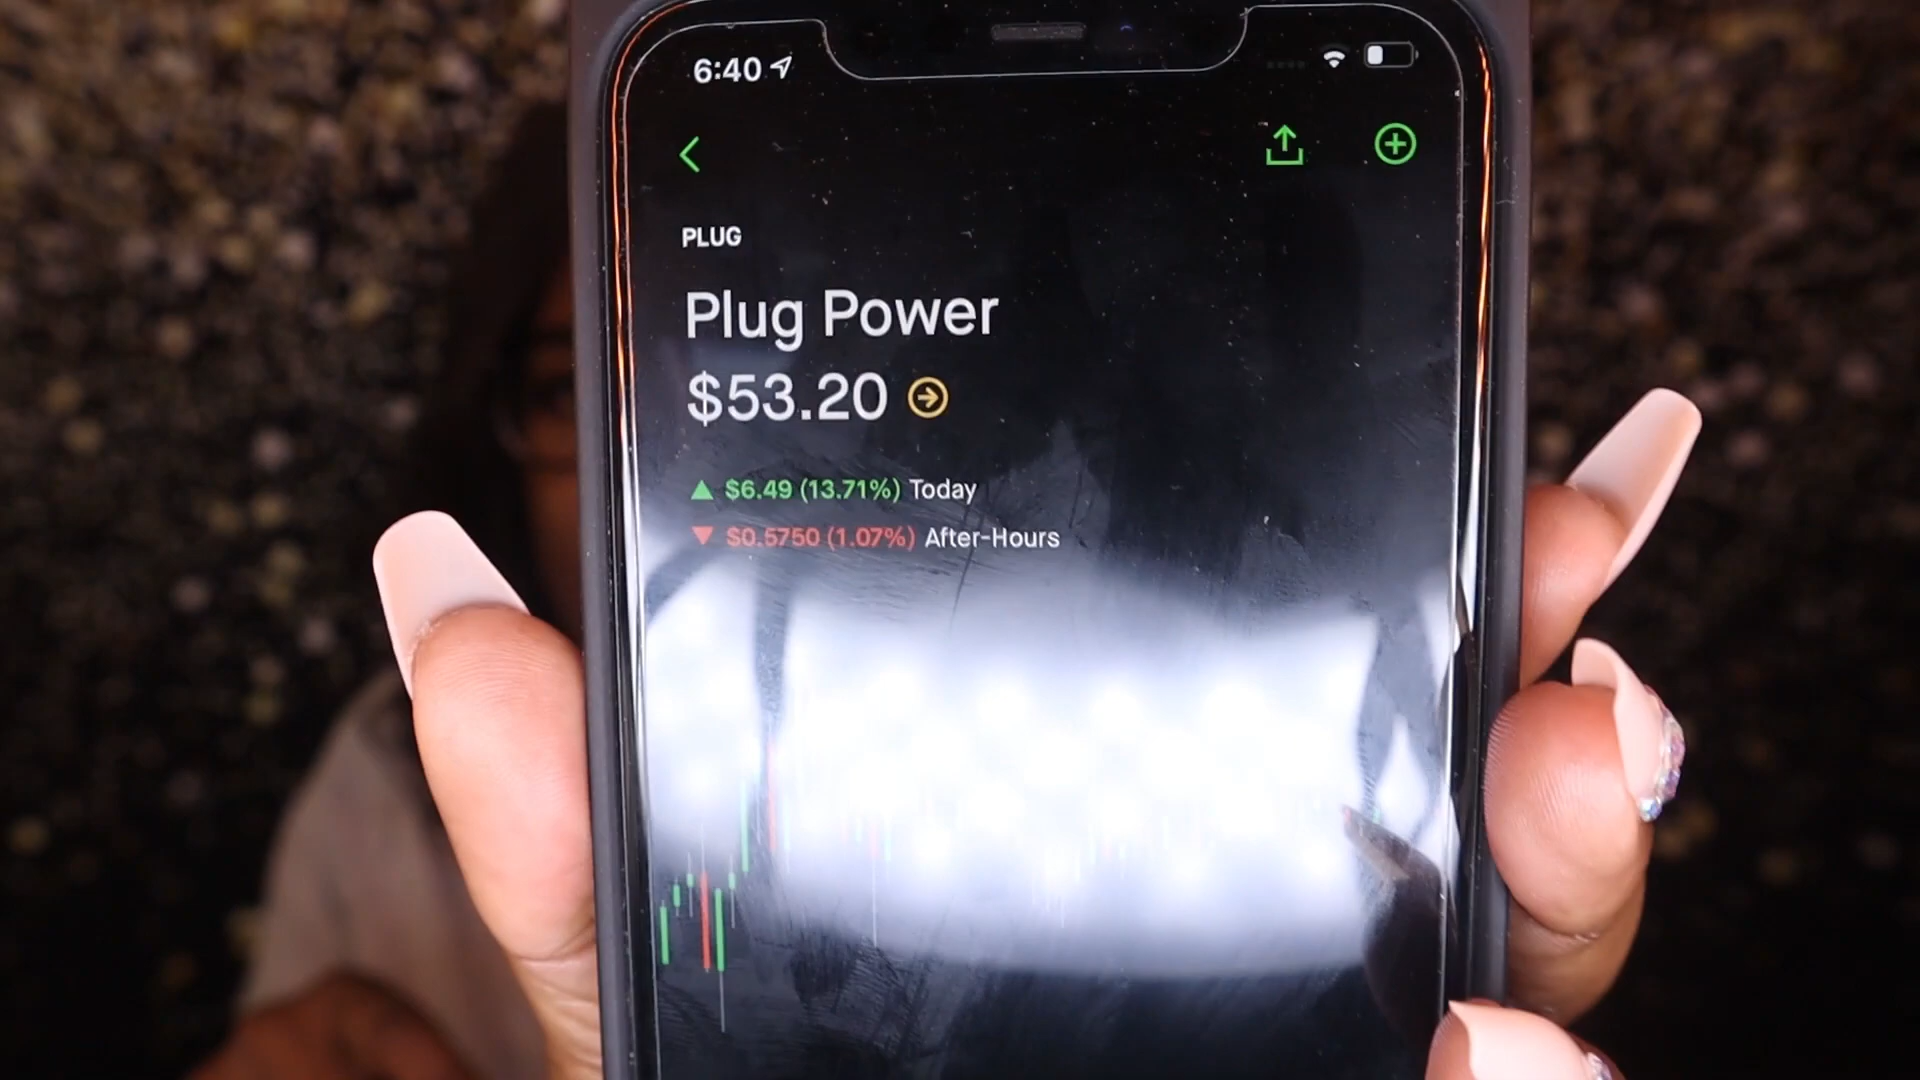 6:40
PLUG
Plug Power
$53.20
$6.49 (13.71%) Today
$0.5750 (1.07%) After-Hours